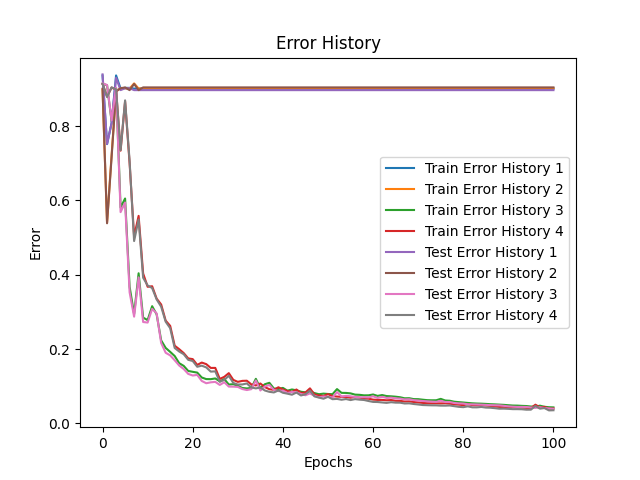 Error History
Error
0.8
0.6
0.4
0.2
0.0
Train Error History 1
Train Error History 2
Train Error History 3
Train Error History 4
Test Error History 1
Test Error History 2
Test Error History 3
Test Error History 4
0 20 40 60 80 100
Epochs